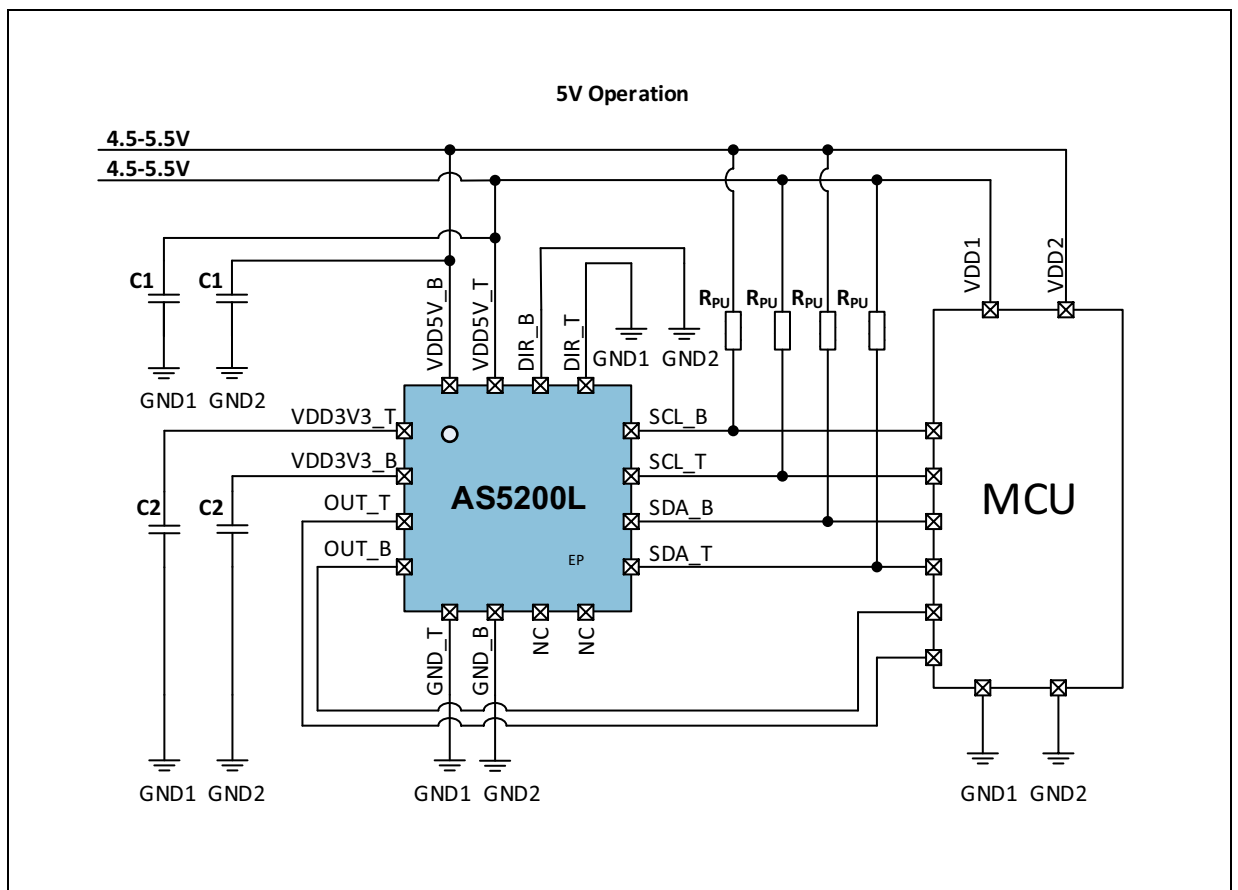 5V Operation
4.5-5.5V
4.5-5.5V
VDD1
VDD2
C1
C1
VDD5V_B
VDD5V_T
DIR_B
DIR_T
RPU
RPU
RPU
RPU
GND1
GND2
GND1
GND2
VDD3V3_T
VDD3V3_B
OUT_T
OUT_B
C2
C2
AS5200L
EP
SCL_B
SCL_T
SDA_B
SDA_T
MCU
GND_T
GND_B
NC
NC
GND1
GND2
GND1
GND2
GND1
GND2